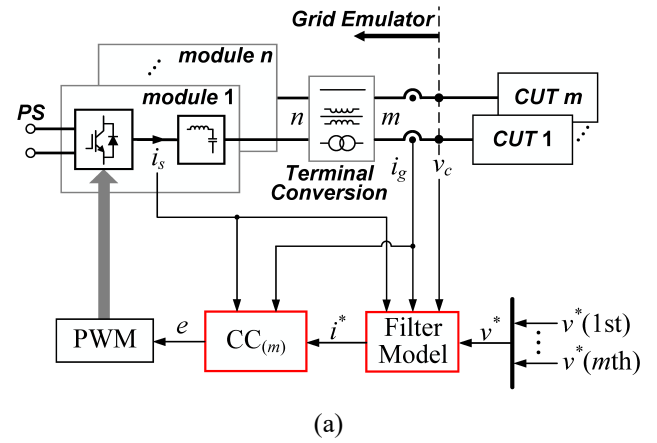 Grid Emulator
module n
module 1
PS
CUT m
CUT 1
n
m
i_s
Terminal
Conversion
i_g
v_c
PWM
e
CC(m)
i*
Filter
Model
v*
v*(1st)
v*(mth)
(a)